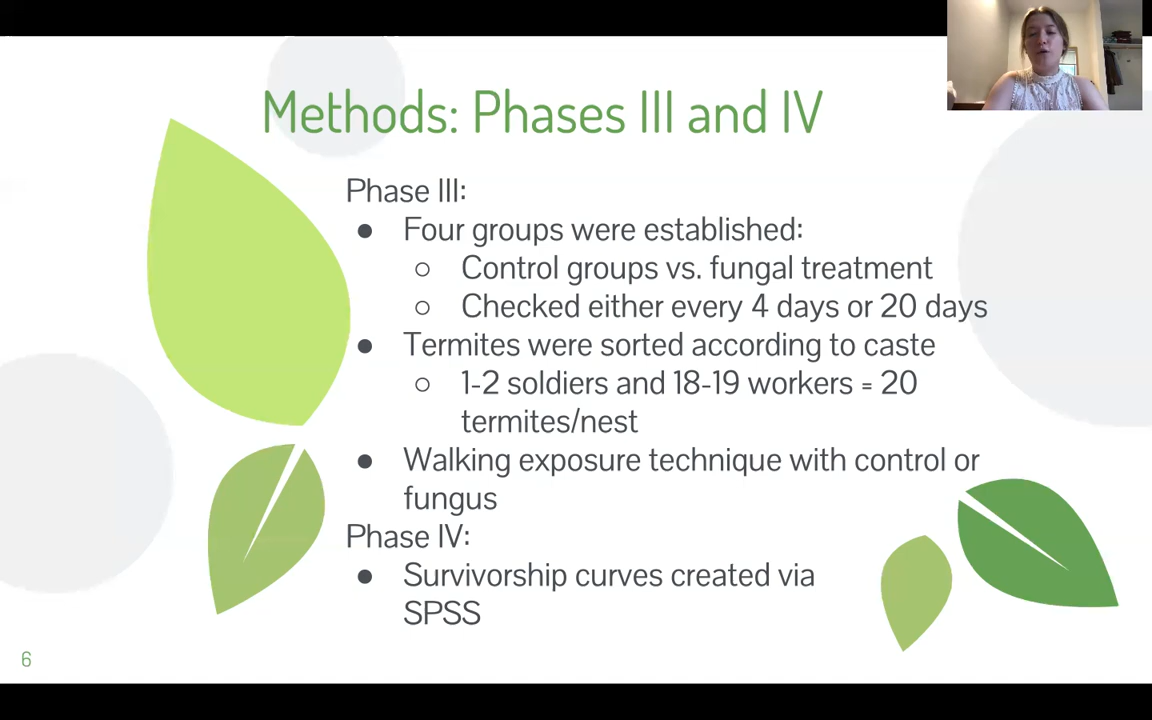 Methods: Phases III and IV
Phase III:
● Four groups were established:
○ Control groups vs. fungal treatment
○ Checked either every 4 days or 20 days
● Termites were sorted according to caste
○ 1-2 soldiers and 18-19 workers = 20
termites/nest
● Walking exposure technique with control or
fungus
Phase IV:
● Survivorship curves created via
SPSS
6